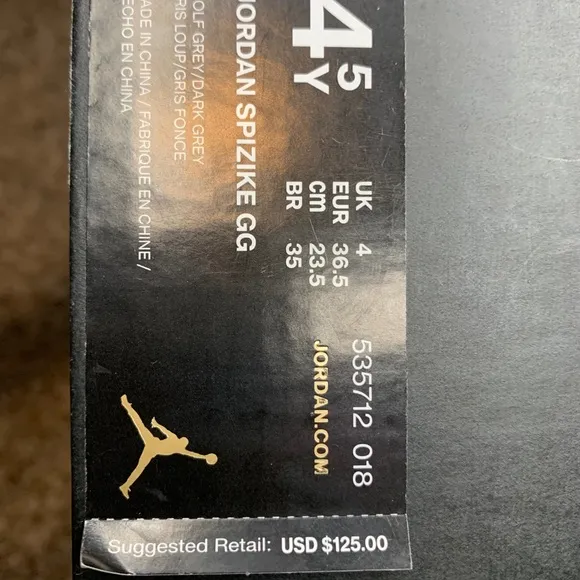 4.5Y
UK 4
EUR 36.5
cm 23.5
BR 35
535712 018
JORDAN.COM
JORDAN SPIZIKE GG
OLF GREY/DARK GREY
RIS LOUP/GRIS FONCE
ADE IN CHINA / FABRIQUE EN CHINE /
ECHO EN CHINA
Suggested Retail: USD $125.00